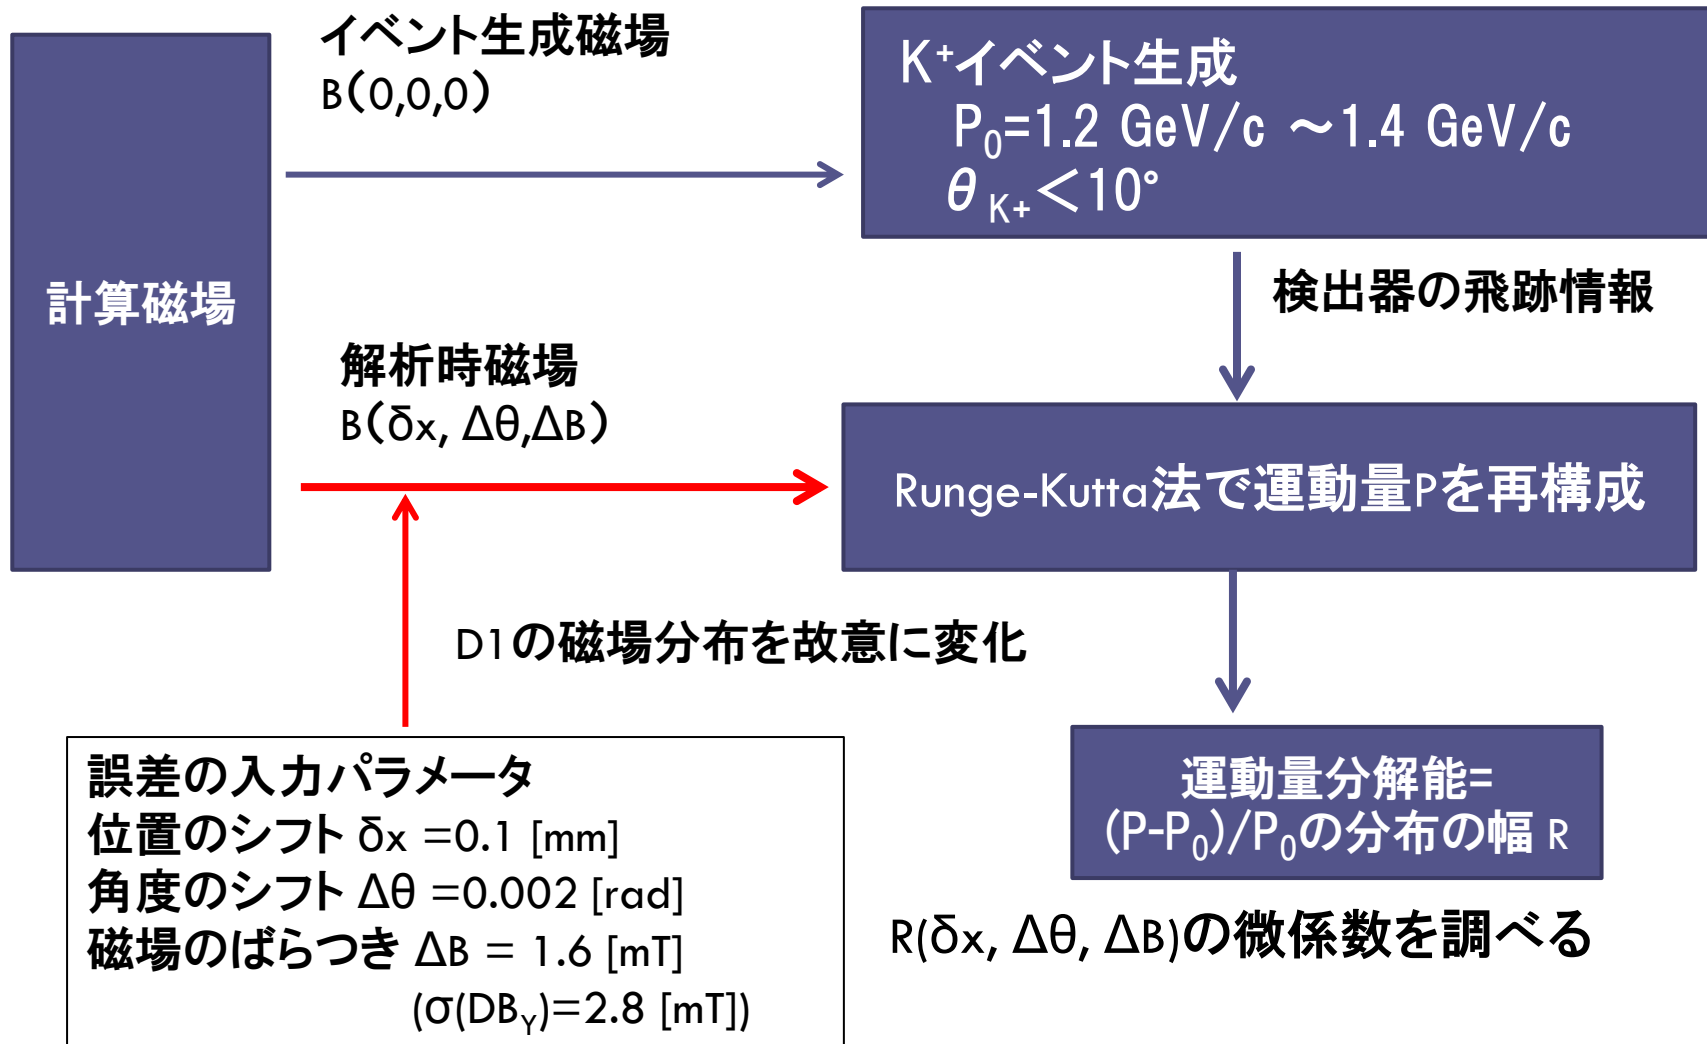 イベント生成磁場
B(0,0,0)
K⁺イベント生成
P₀=1.2 GeV/c ～1.4 GeV/c
θ K+ ＜10°
計算磁場
検出器の飛跡情報
解析時磁場
B(δx, Δθ,ΔB)
Runge-Kutta法で運動量Pを再構成
D1の磁場分布を故意に変化
誤差の入力パラメータ
位置のシフト δx =0.1 [mm]
角度のシフト Δθ =0.002 [rad]
磁場のばらつき ΔB = 1.6 [mT]
(σ(DBY)=2.8 [mT])
運動量分解能=
(P-P₀)/P₀の分布の幅 R
R(δx, Δθ, ΔB)の微係数を調べる